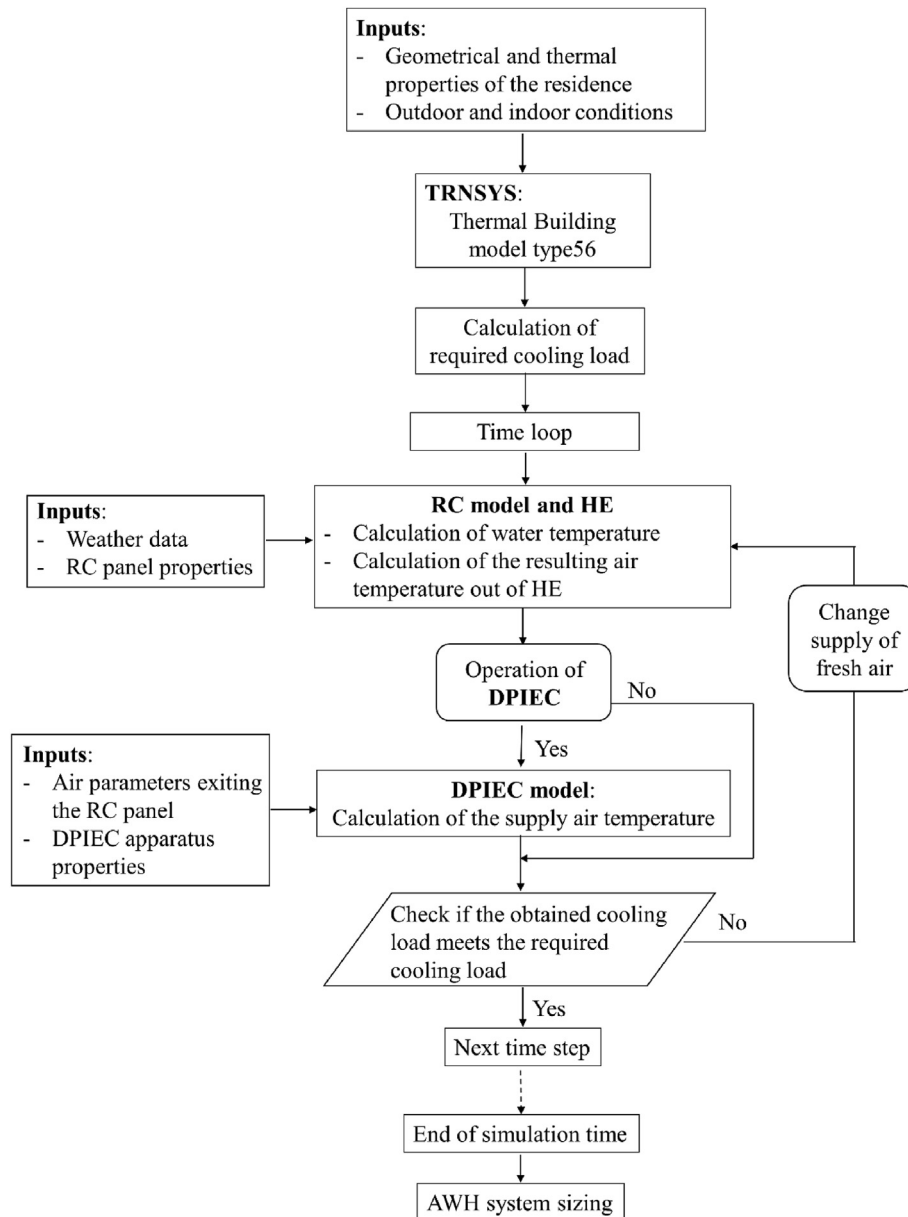 Inputs:
- Geometrical and thermal
properties of the residence
- Outdoor and indoor conditions
TRNSYS:
Thermal Building
model type56
Calculation of
required cooling load
Time loop
RC model and HE
- Calculation of water temperature
- Calculation of the resulting air
temperature out of HE
Inputs:
- Weather data
- RC panel properties
Change
supply of
fresh air
Operation of
DPIEC
No
Yes
Inputs:
- Air parameters exiting
the RC panel
- DPIEC apparatus
properties
DPIEC model:
Calculation of the supply air temperature
Check if the obtained cooling
load meets the required
cooling load
No
Yes
Next time step
End of simulation time
AWH system sizing